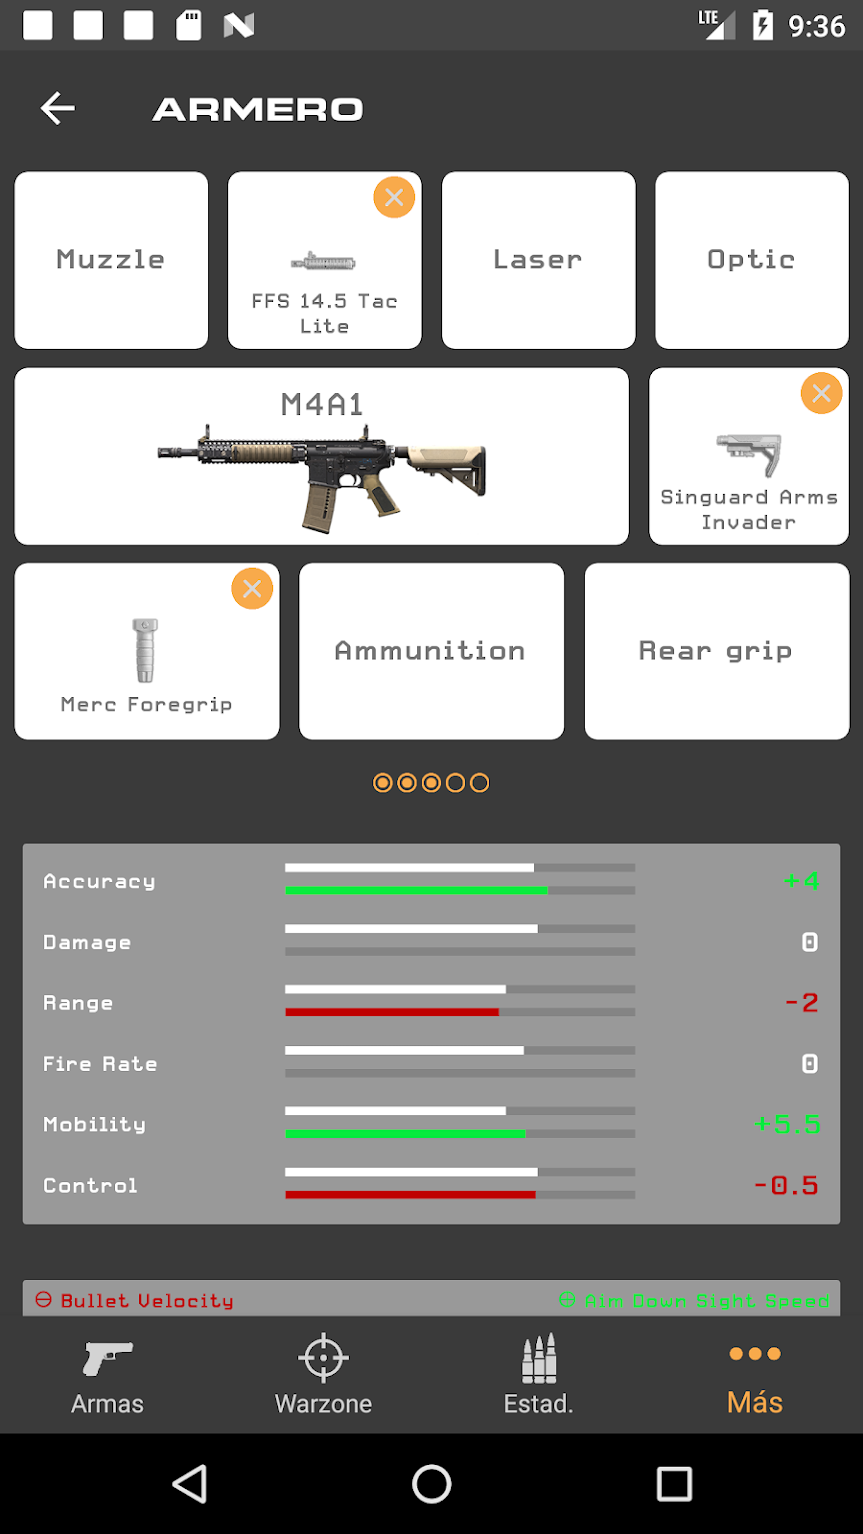 LTE 9:36
ARMERO
Muzzle
FFS 14.5 Tac
Lite
Laser
Optic
M4A1
Singuard Arms
Invader
Merc Foregrip
Ammunition
Rear grip
Accuracy +4
Damage 0
Range -2
Fire Rate 0
Mobility +5.5
Control -0.5
Bullet Velocity Aim Down Sight Speed
Armas Warzone Estad. Más